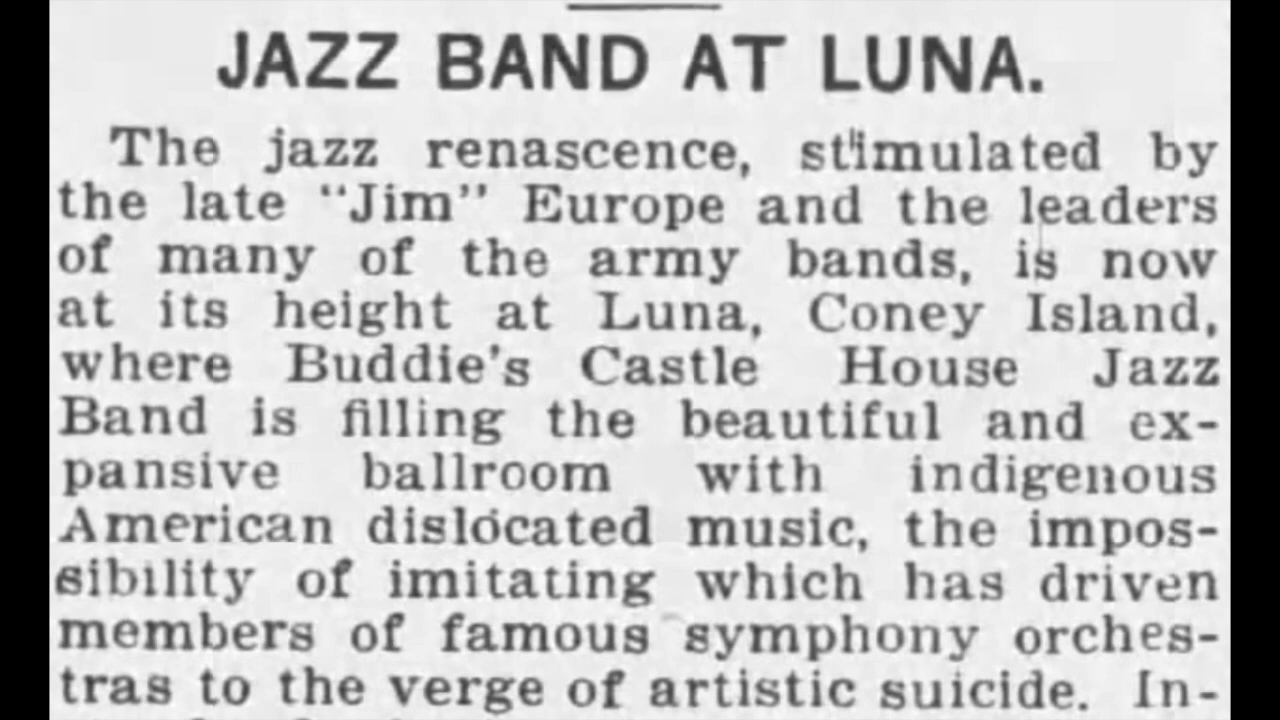 JAZZ BAND AT LUNA.
The jazz renascence, stimulated by
the late "Jim" Europe and the leaders
of many of the army bands, is now
at its height at Luna, Coney Island,
where Buddie's Castle House Jazz
Band is filling the beautiful and ex-
pansive ballroom with indigenous
American dislocated music, the impos-
sibility of imitating which has driven
members of famous symphony orches-
tras to the verge of artistic suicide. In-